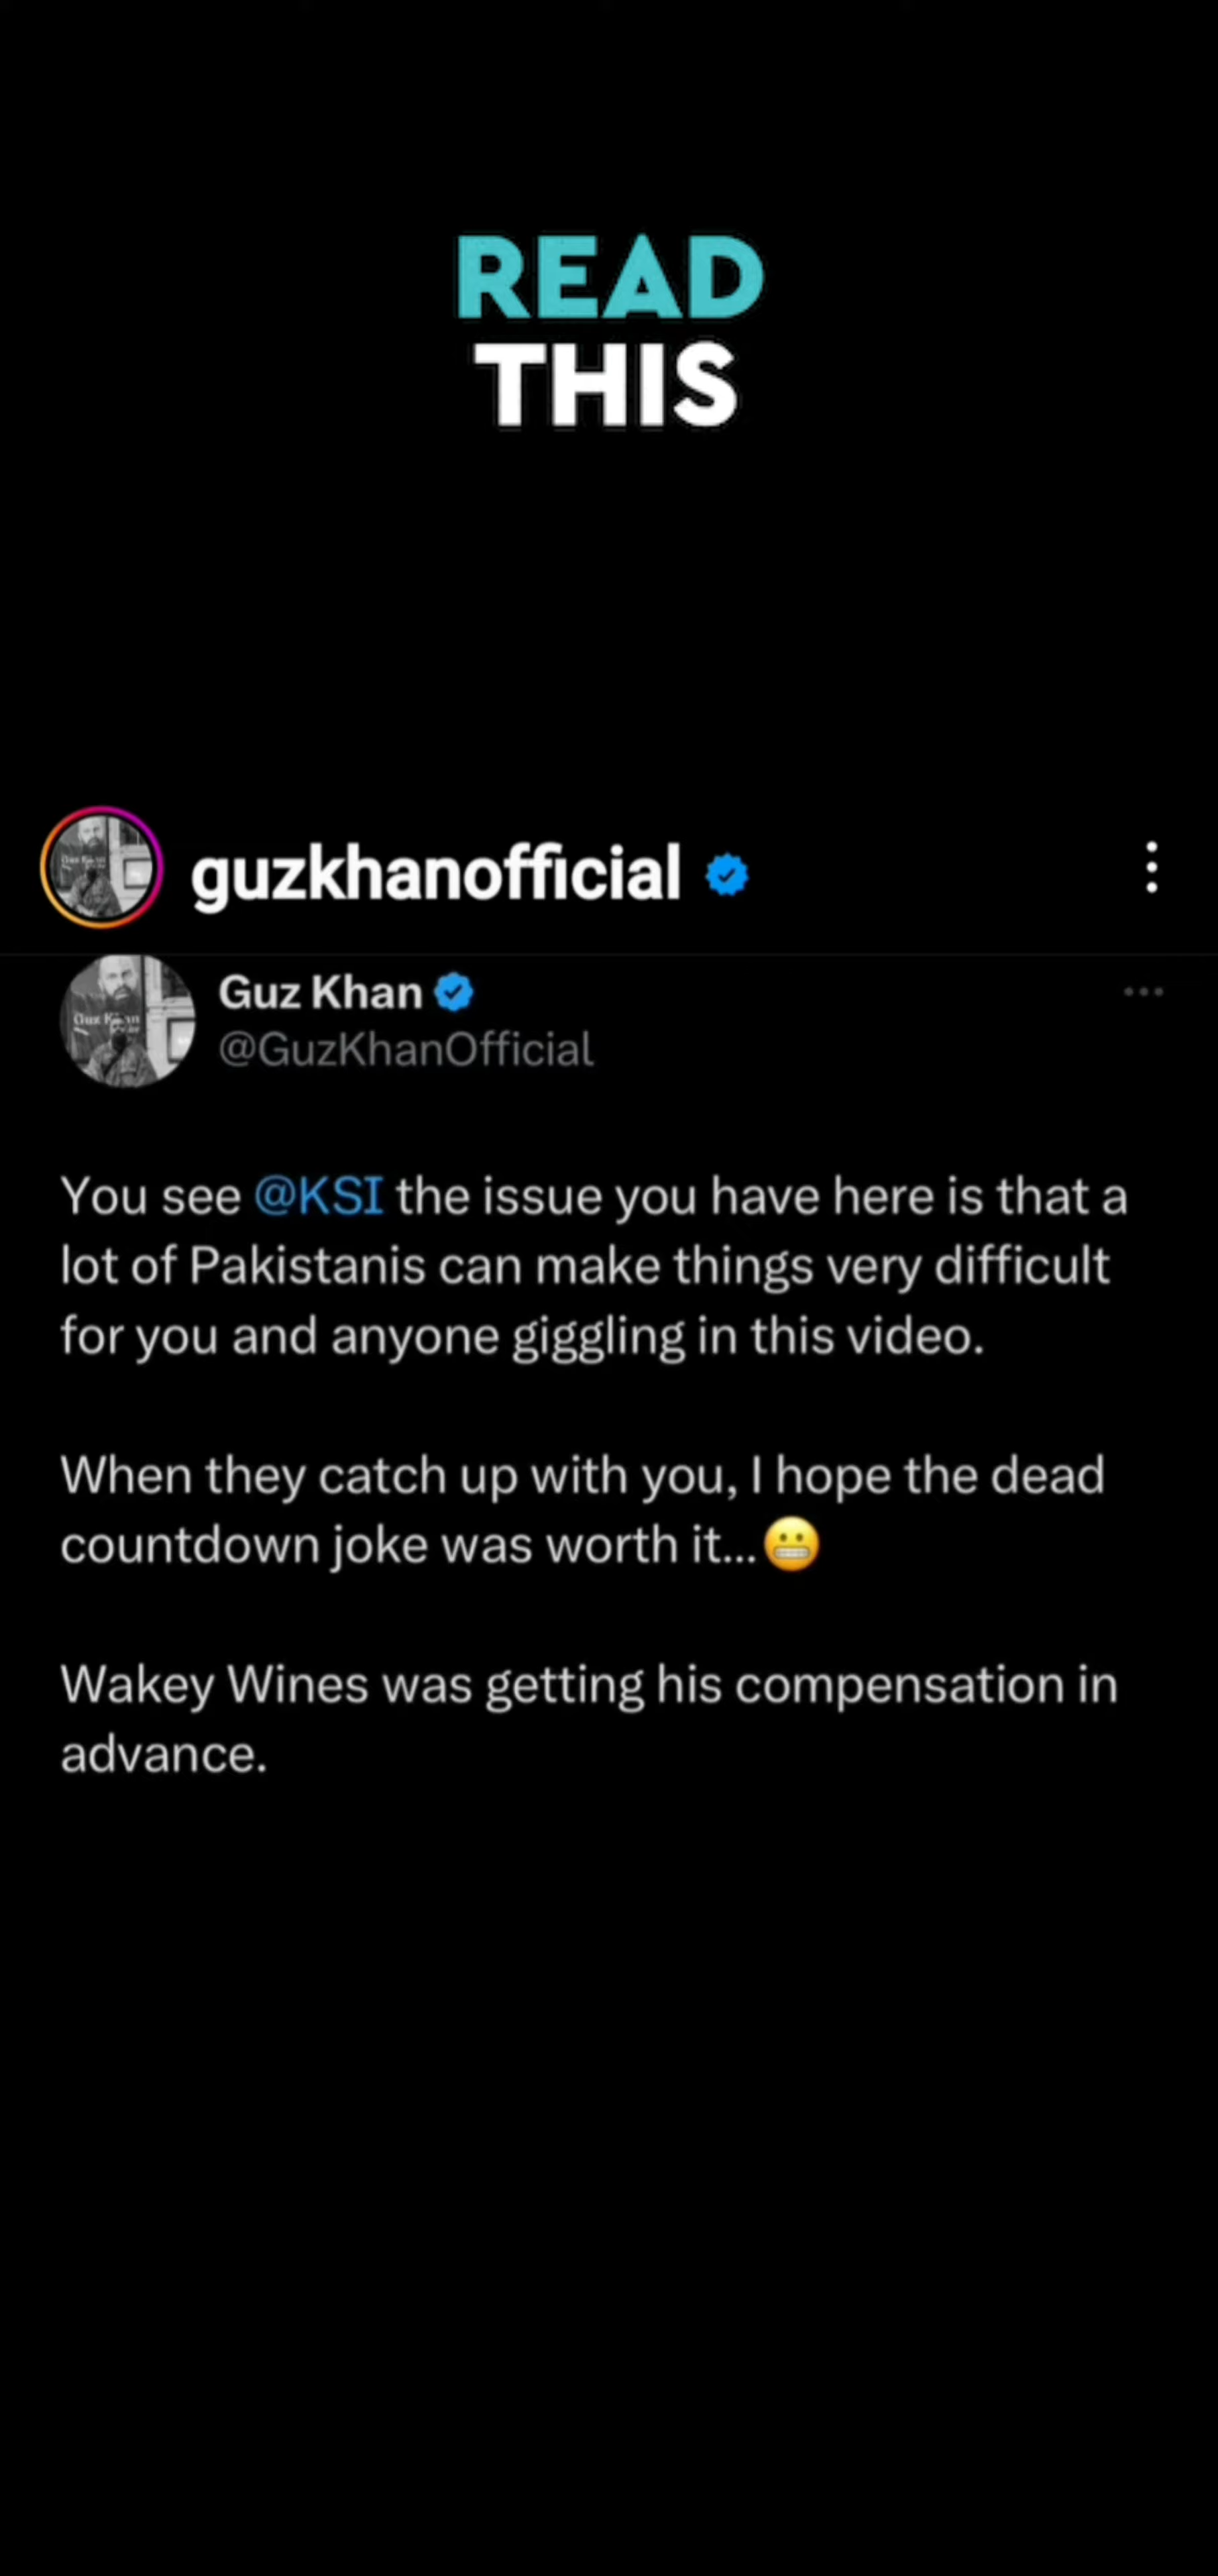 READ
THIS
guzkhanofficial
Guz Khan
@GuzKhanOfficial
You see @KSI the issue you have here is that a
lot of Pakistanis can make things very difficult
for you and anyone giggling in this video.
When they catch up with you, I hope the dead
countdown joke was worth it...😬
Wakey Wines was getting his compensation in
advance.